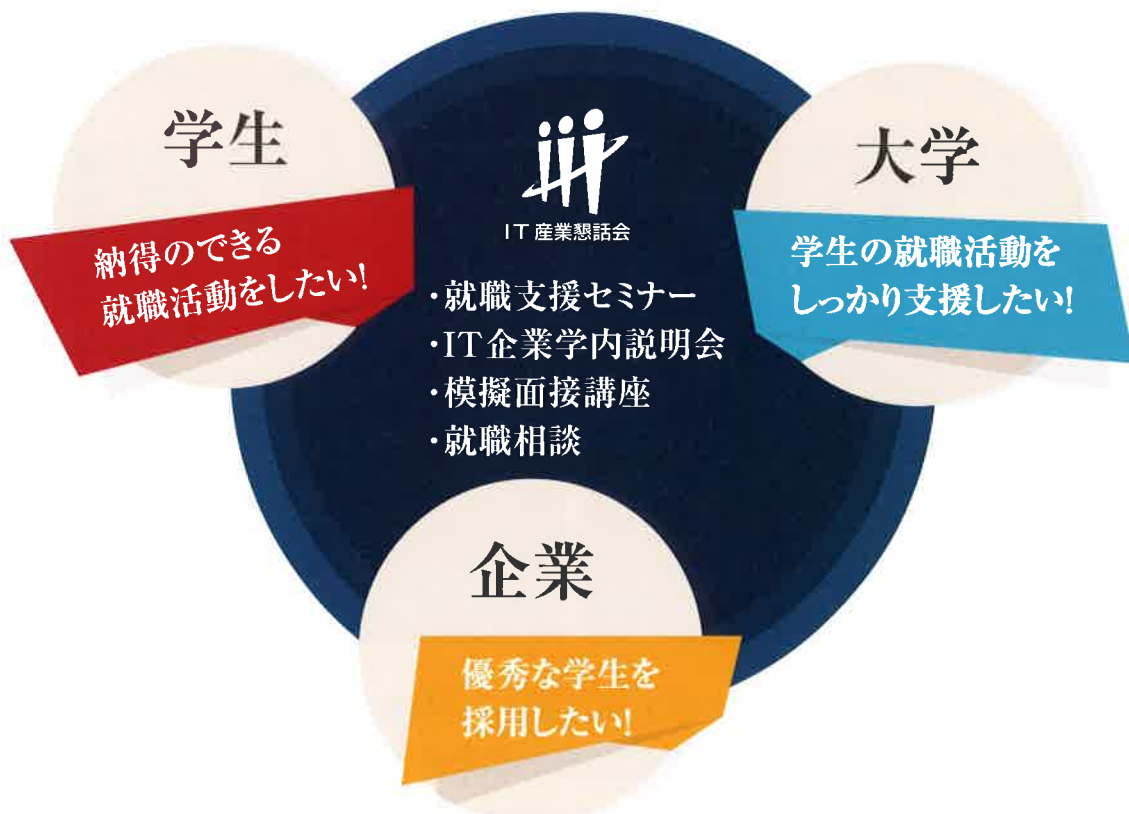 学生
納得のできる
就職活動をしたい!
IT産業懇話会
・就職支援セミナー
・IT企業学内説明会
・模擬面接講座
・就職相談
大学
学生の就職活動を
しっかり支援したい!
企業
優秀な学生を
採用したい!